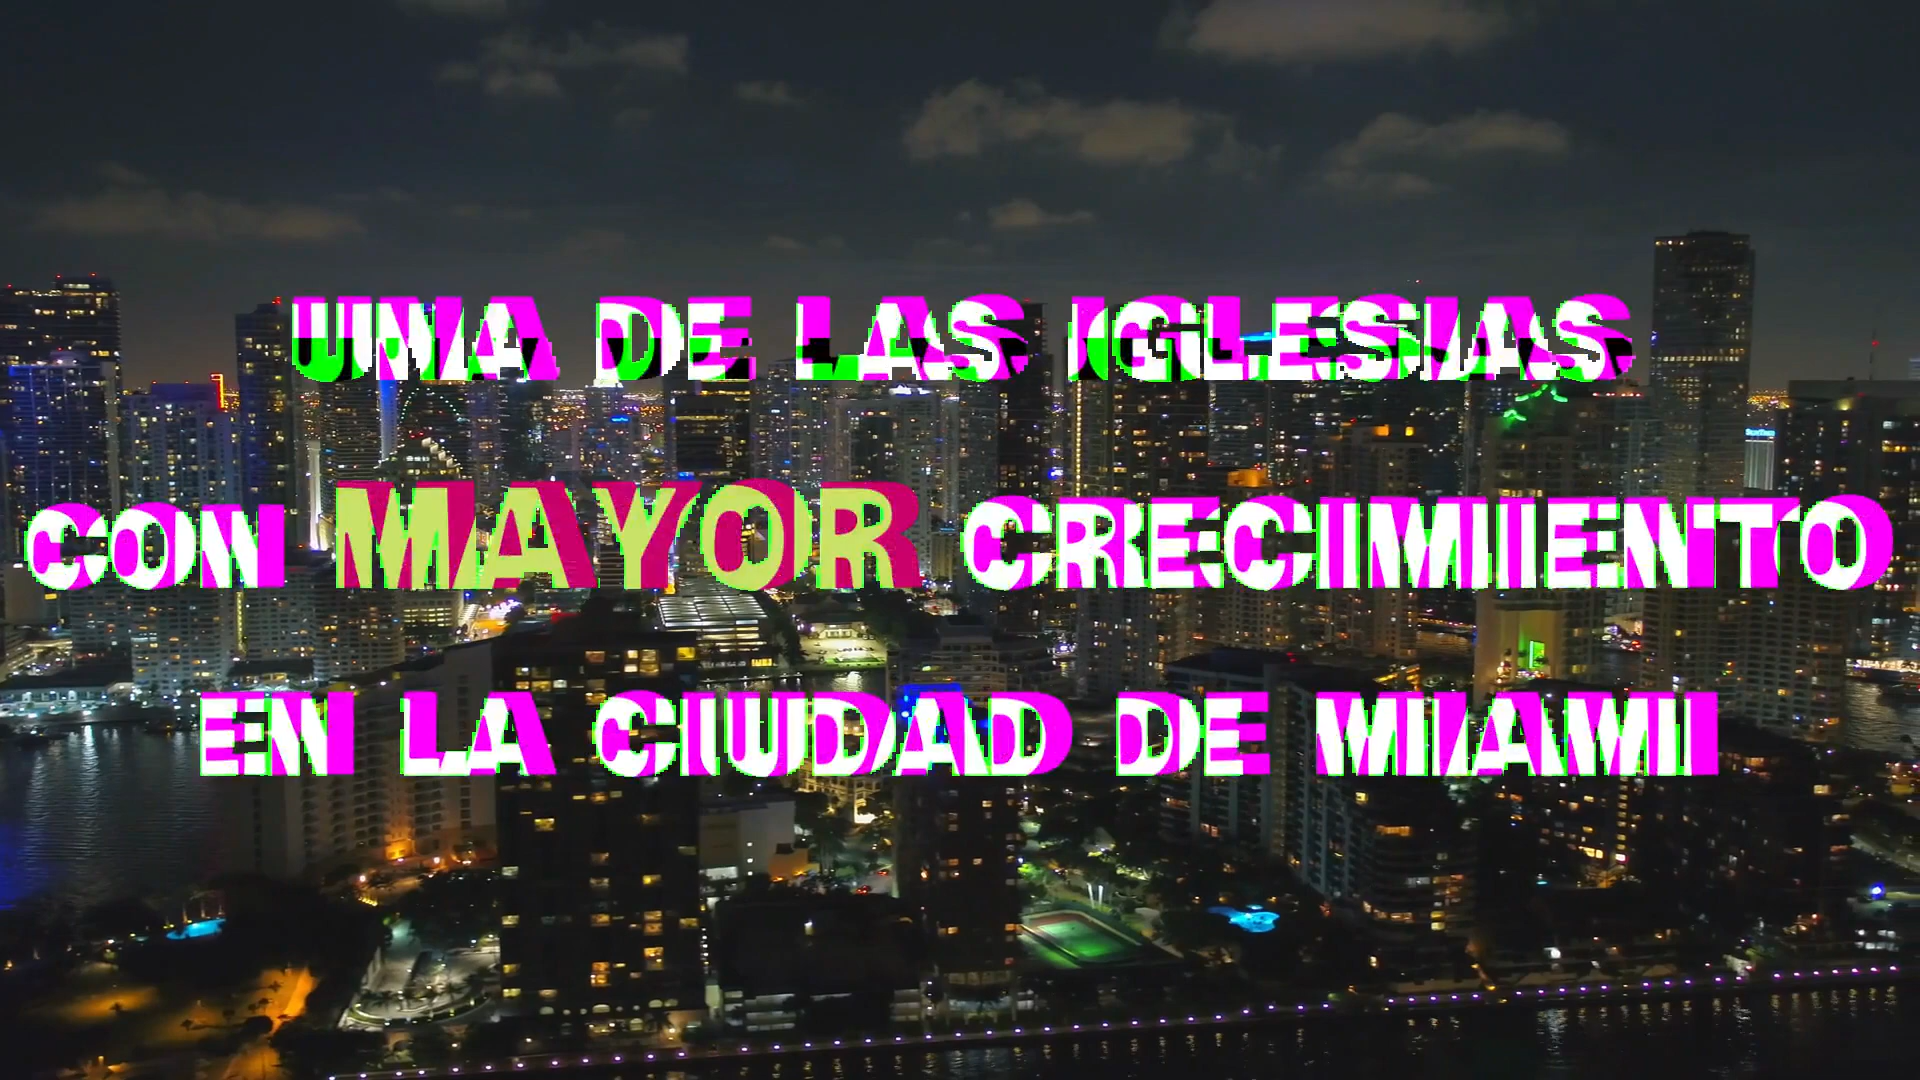 UNA DE LAS IGLESIAS
CON MAYOR CRECIMIENTO
EN LA CIUDAD DE MIAMI